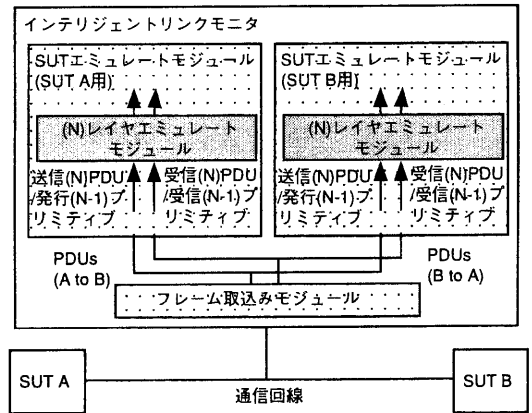 インテリジェントリンクモニタ
SUTエミュレートモジュール
(SUT A用)
(N)レイヤエミュレート
モジュール
送信(N)PDU
/発行(N-1)プ
リミティブ
受信(N)PDU
/受信(N-1)プ
リミティブ
SUTエミュレートモジュール
(SUT B用)
(N)レイヤエミュレート
モジュール
送信(N)PDU
/発行(N-1)プ
リミティブ
受信(N)PDU
/受信(N-1)プ
リミティブ
PDUs
(A to B)
PDUs
(B to A)
フレーム取込みモジュール
SUT A
SUT B
通信回線